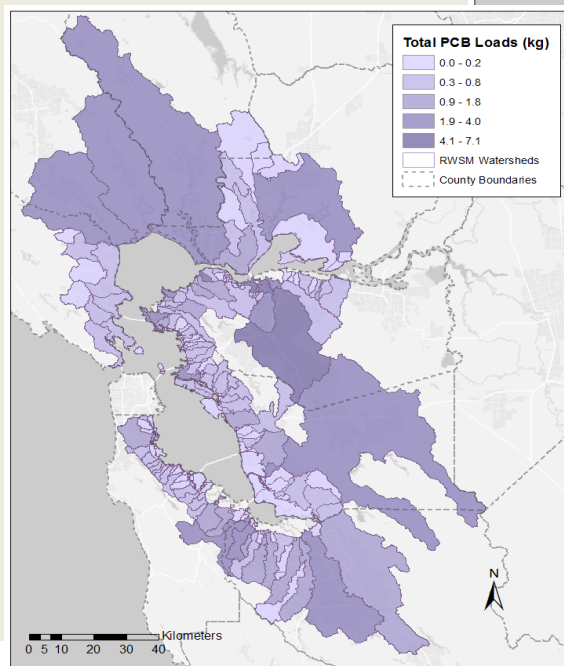 Total PCB Loads (kg)
0.0 - 0.2
0.3 - 0.8
0.9 - 1.8
1.9 - 4.0
4.1 - 7.1
RWSM Watersheds
County Boundaries
N
Kilometers
0 5 10 20 30 40